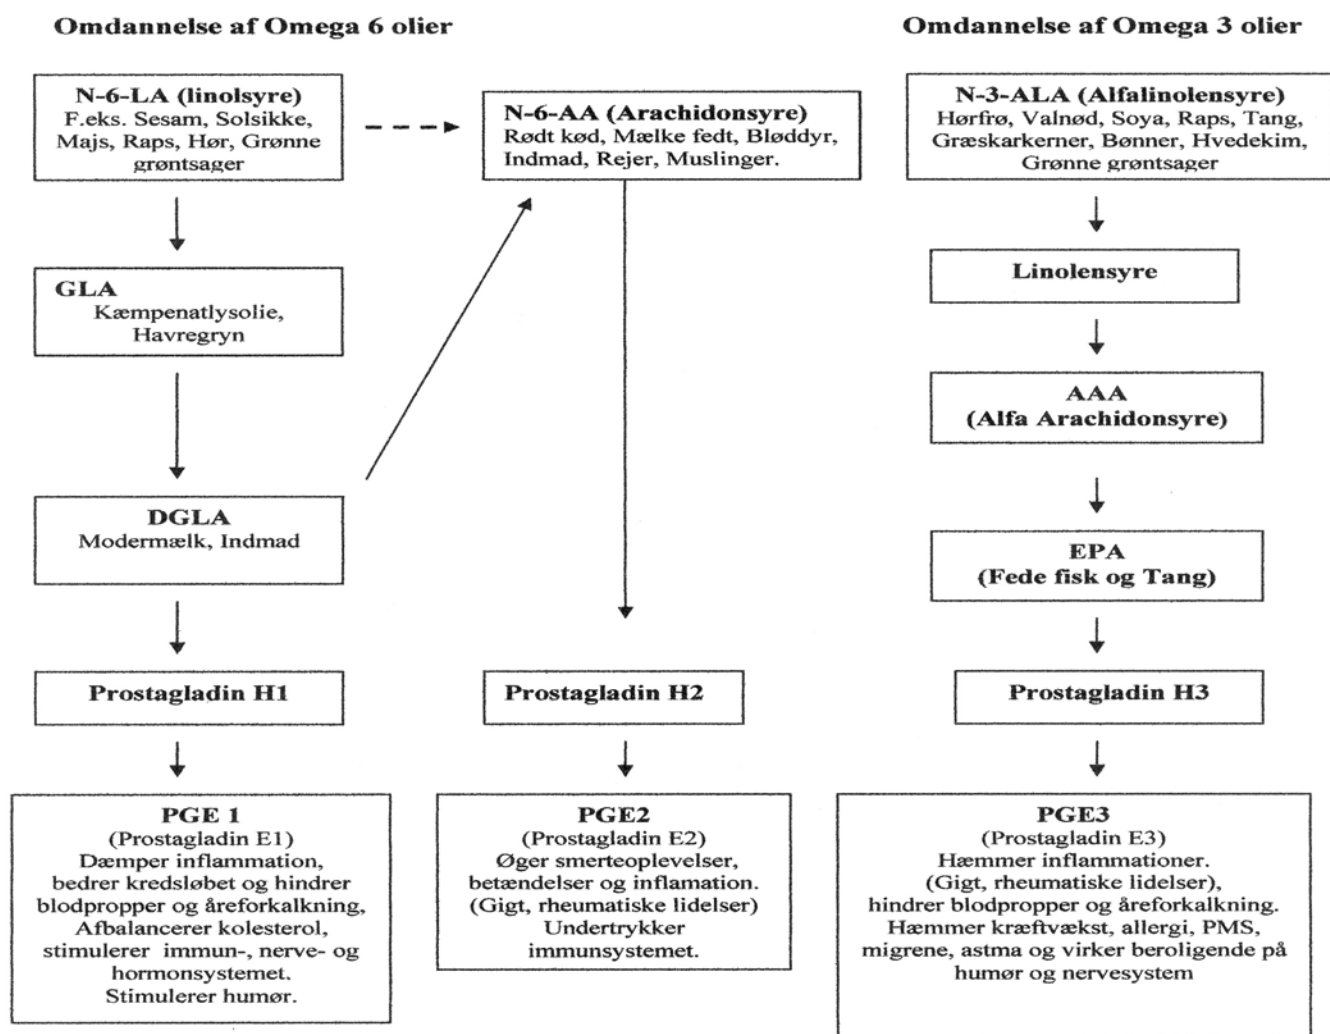 Omdannelse af Omega 6 olier
N-6-LA (linolsyre)
F.eks. Sesam, Solsikke,
Majs, Raps, Hør, Grønne
grøntsager
GLA
Kæmpenatlysolie,
Havregryn
DGLA
Modermælk, Indmad
Prostagladin H1
PGE 1
(Prostagladin E1)
Dæmper inflammation,
bedrer kredsløbet og hindrer
blodpropper og åreforkalkning,
Afbalancerer kolesterol,
stimulerer immun-, nerve- og
hormonsystemet.
Stimulerer humør.
N-6-AA (Arachidonsyre)
Rødt kød, Mælke fedt, Bløddyr,
Indmad, Rejer, Muslinger.
Prostagladin H2
PGE2
(Prostagladin E2)
Øger smerteoplevelser,
betændelser og inflamation.
(Gigt, rheumatiske lidelser)
Undertrykker
immunsystemet.
Omdannelse af Omega 3 olier
N-3-ALA (Alfalinolensyre)
Hørfrø, Valnød, Soya, Raps, Tang,
Græskarkerner, Bønner, Hvedekim,
Grønne grøntsager
Linolensyre
AAA
(Alfa Arachidonsyre)
EPA
(Fede fisk og Tang)
Prostagladin H3
PGE3
(Prostagladin E3)
Hæmmer inflammationer.
(Gigt, rheumatiske lidelser),
hindrer blodpropper og åreforkalkning.
Hæmmer kræftvækst, allergi, PMS,
migrene, astma og virker beroligende på
humør og nervesystem